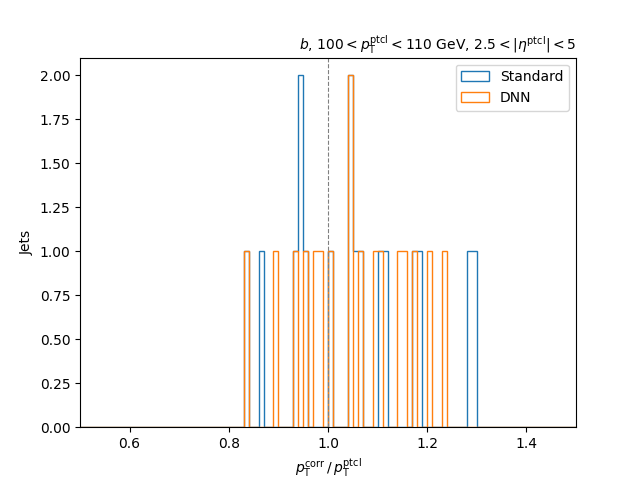 b, 100 < p_T^ptcl < 110 GeV, 2.5 < |η^ptcl| < 5
Standard
DNN
2.00
1.75
1.50
1.25
1.00
0.75
0.50
0.25
0.00
Jets
0.6 0.8 1.0 1.2 1.4
p_T^corr / p_T^ptcl